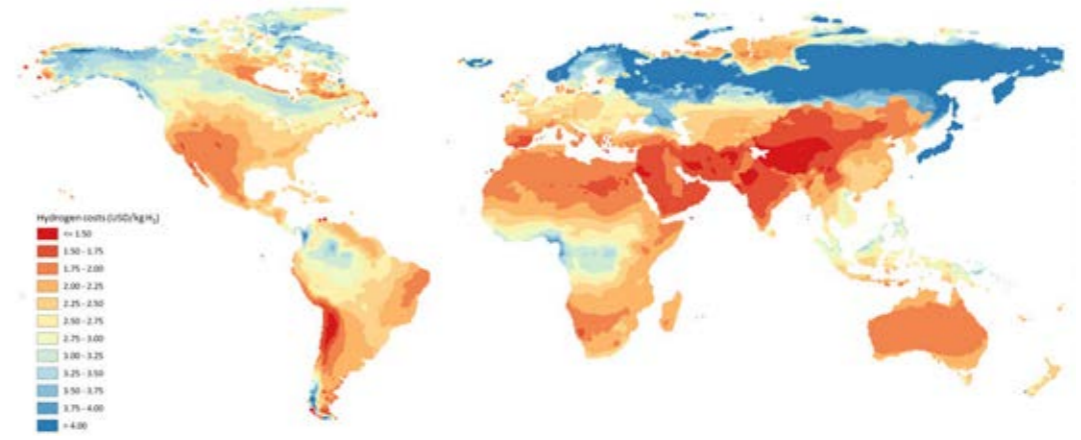 Hydrogen costs (USD/kg H₂)
<= 1.50
1.50 - 1.75
1.75 - 2.00
2.00 - 2.25
2.25 - 2.50
2.50 - 2.75
2.75 - 3.00
3.00 - 3.25
3.25 - 3.50
3.50 - 3.75
3.75 - 4.00
> 4.00